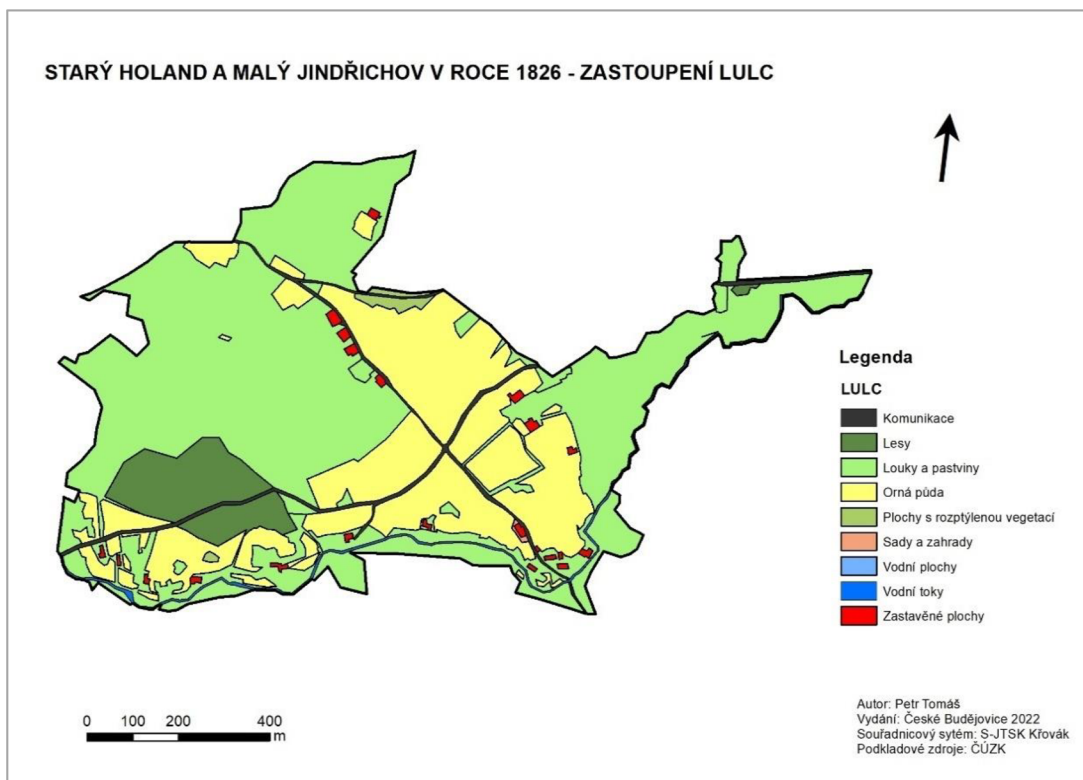 STARÝ HOLAND A MALÝ JINDŘICHOV V ROCE 1826 - ZASTOUPENÍ LULC
Legenda
LULC
Komunikace
Lesy
Louky a pastviny
Orná půda
Plochy s rozptýlenou vegetací
Sady a zahrady
Vodní plochy
Vodní toky
Zastavěné plochy
0 100 200 400
m
Autor: Petr Tomáš
Vydání: České Budějovice 2022
Souřadnicový sytém: S-JTSK Křovák
Podkladové zdroje: ČÚZK